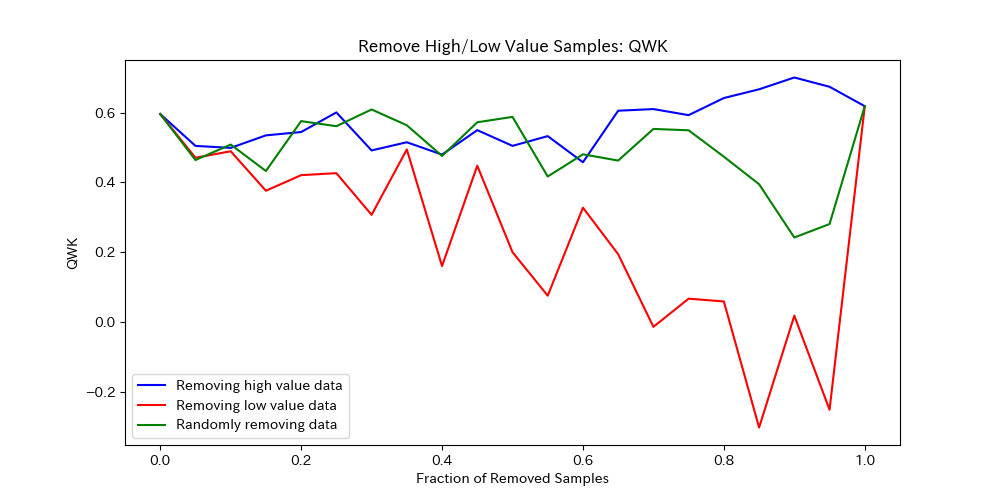 Remove High/Low Value Samples: QWK
QWK
0.6
0.4
0.2
0.0
−0.2
Removing high value data
Removing low value data
Randomly removing data
0.0 0.2 0.4 0.6 0.8 1.0
Fraction of Removed Samples